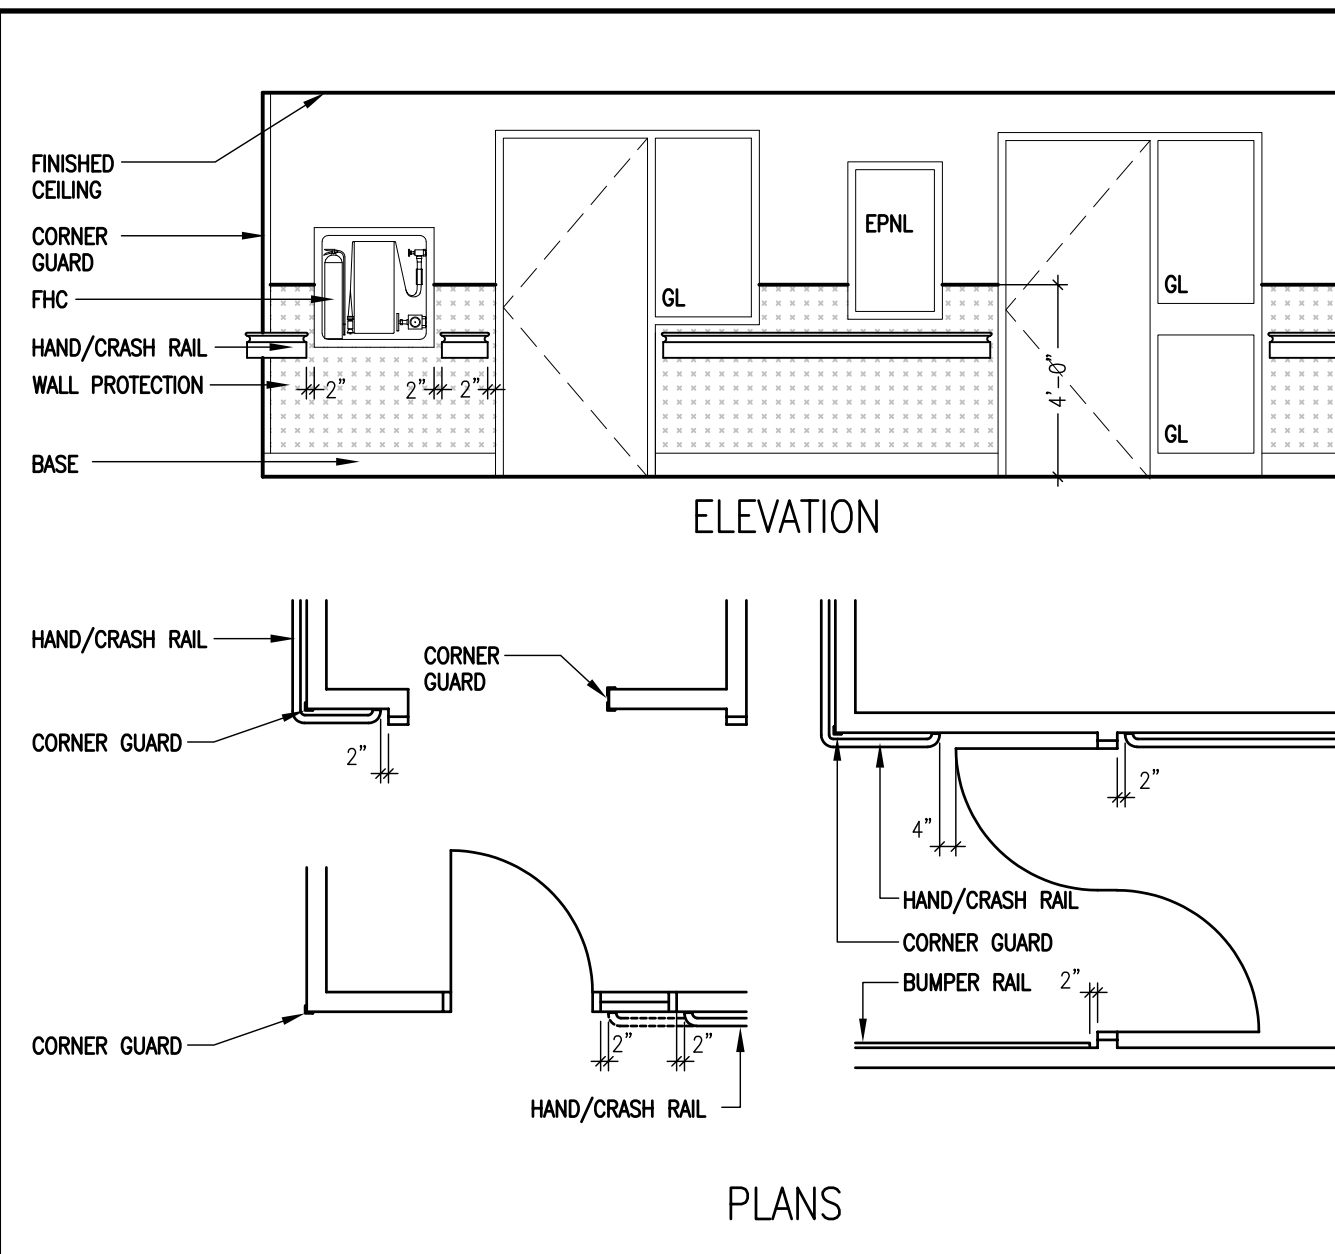 FINISHED
CEILING
CORNER
GUARD
FHC
HAND/CRASH RAIL
WALL PROTECTION
BASE
2"
2"
2"
GL
EPNL
4'-0"
GL
GL
ELEVATION
HAND/CRASH RAIL
CORNER GUARD
2"
CORNER
GUARD
CORNER GUARD
2"
2"
HAND/CRASH RAIL
4"
2"
HAND/CRASH RAIL
CORNER GUARD
BUMPER RAIL
2"
PLANS